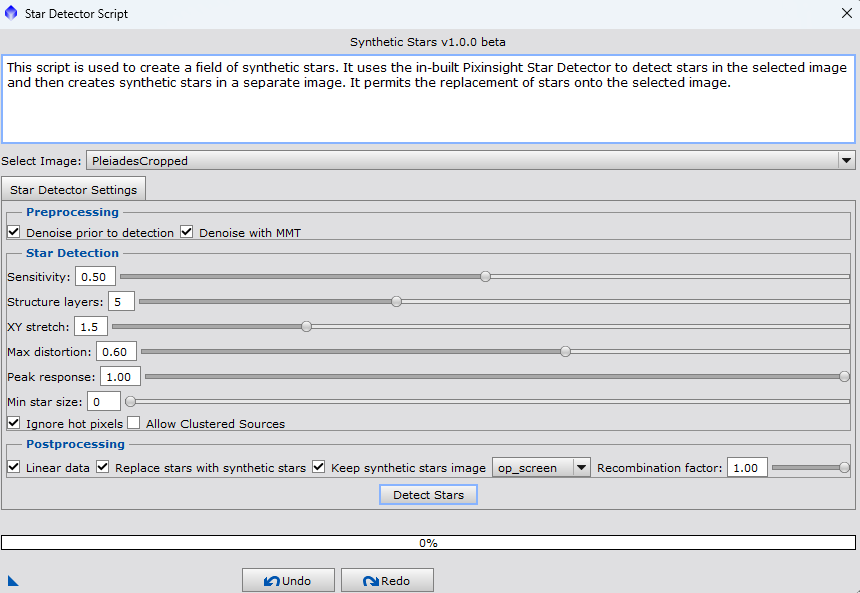 Star Detector Script
Synthetic Stars v1.0.0 beta
This script is used to create a field of synthetic stars. It uses the in-built Pixinsight Star Detector to detect stars in the selected image
and then creates synthetic stars in a separate image. It permits the replacement of stars onto the selected image.
Select Image: PleiadesCropped
Star Detector Settings
Preprocessing
Denoise prior to detection Denoise with MMT
Star Detection
Sensitivity: 0.50
Structure layers: 5
XY stretch: 1.5
Max distortion: 0.60
Peak response: 1.00
Min star size: 0
Ignore hot pixels Allow Clustered Sources
Postprocessing
Linear data Replace stars with synthetic stars Keep synthetic stars image op_screen Recombination factor: 1.00
Detect Stars
0%
Undo Redo